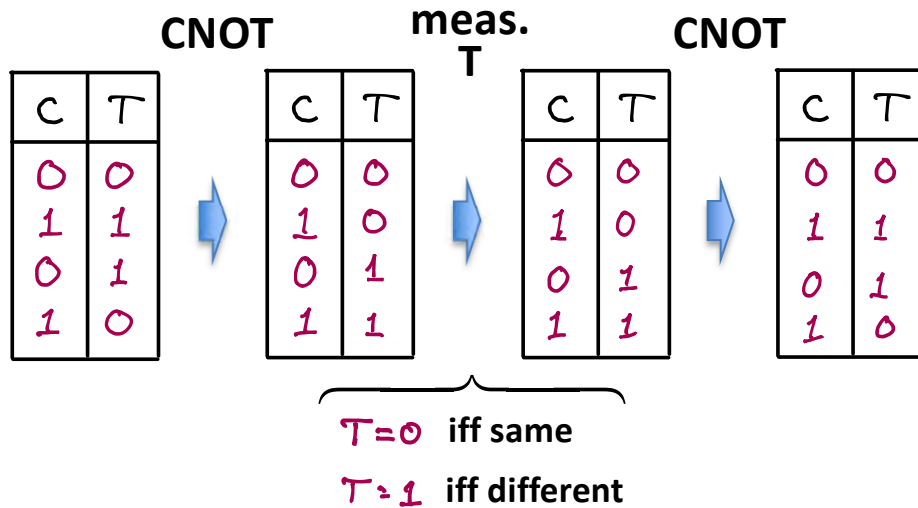 CNOT meas. T CNOT
C T C T C T C T
0 0 0 0 0 0 0 0
1 1 1 0 1 0 1 1
0 1 0 1 0 1 0 1
1 0 1 1 1 1 1 0
T=0 iff same
T=1 iff different